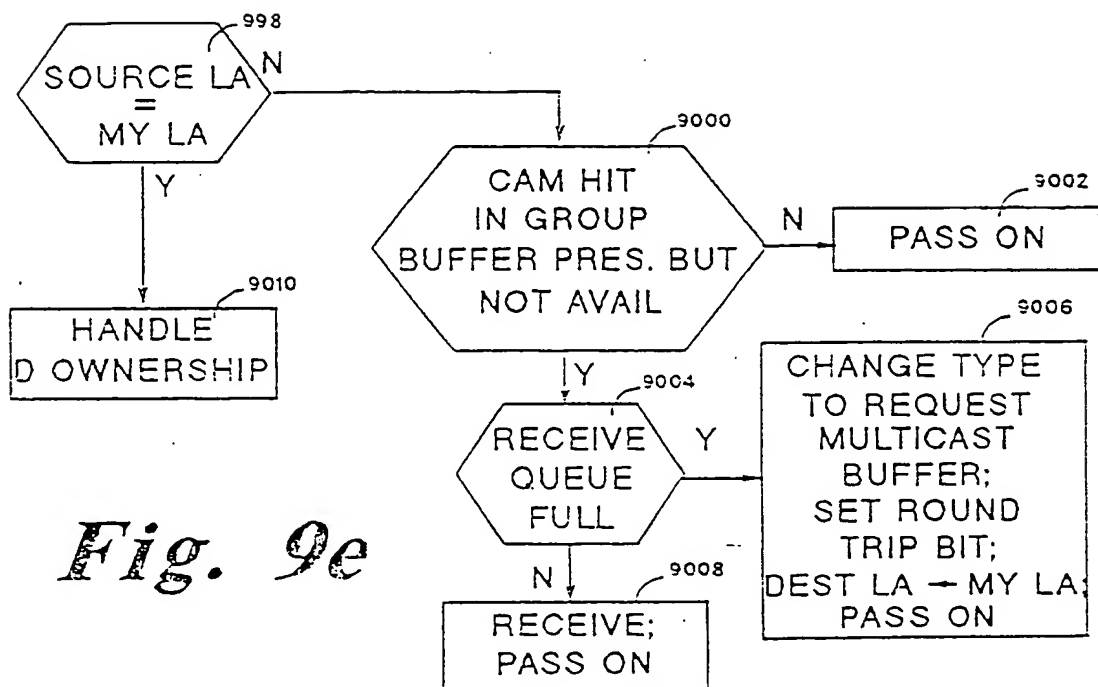 998
SOURCE LA
=
MY LA
N
Y
9000
CAM HIT
IN GROUP
BUFFER PRES. BUT
NOT AVAIL
N
9002
PASS ON
9010
HANDLE
D OWNERSHIP
Y
9004
RECEIVE
QUEUE
FULL
Y
9006
CHANGE TYPE
TO REQUEST
MULTICAST
BUFFER;
SET ROUND
TRIP BIT;
DEST LA ← MY LA;
PASS ON
N
9008
RECEIVE;
PASS ON
Fig. 9e